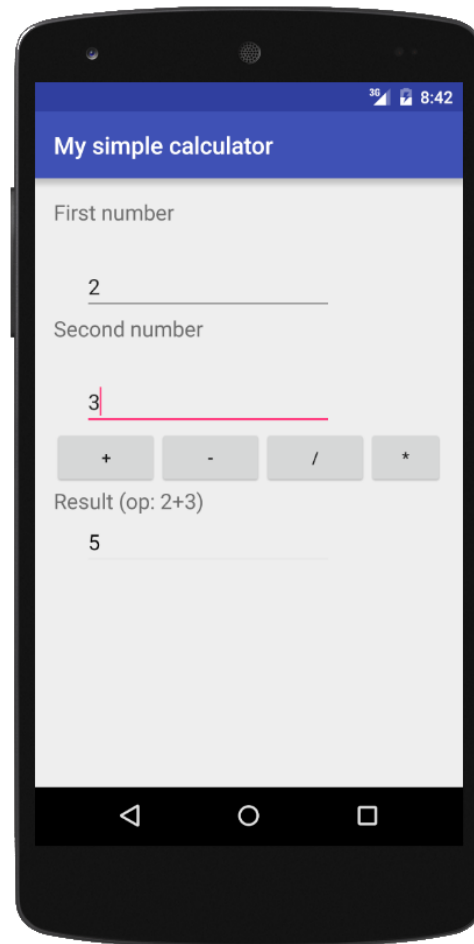 3G 8:42
My simple calculator
First number
2
Second number
3
+ - / *
Result (op: 2+3)
5